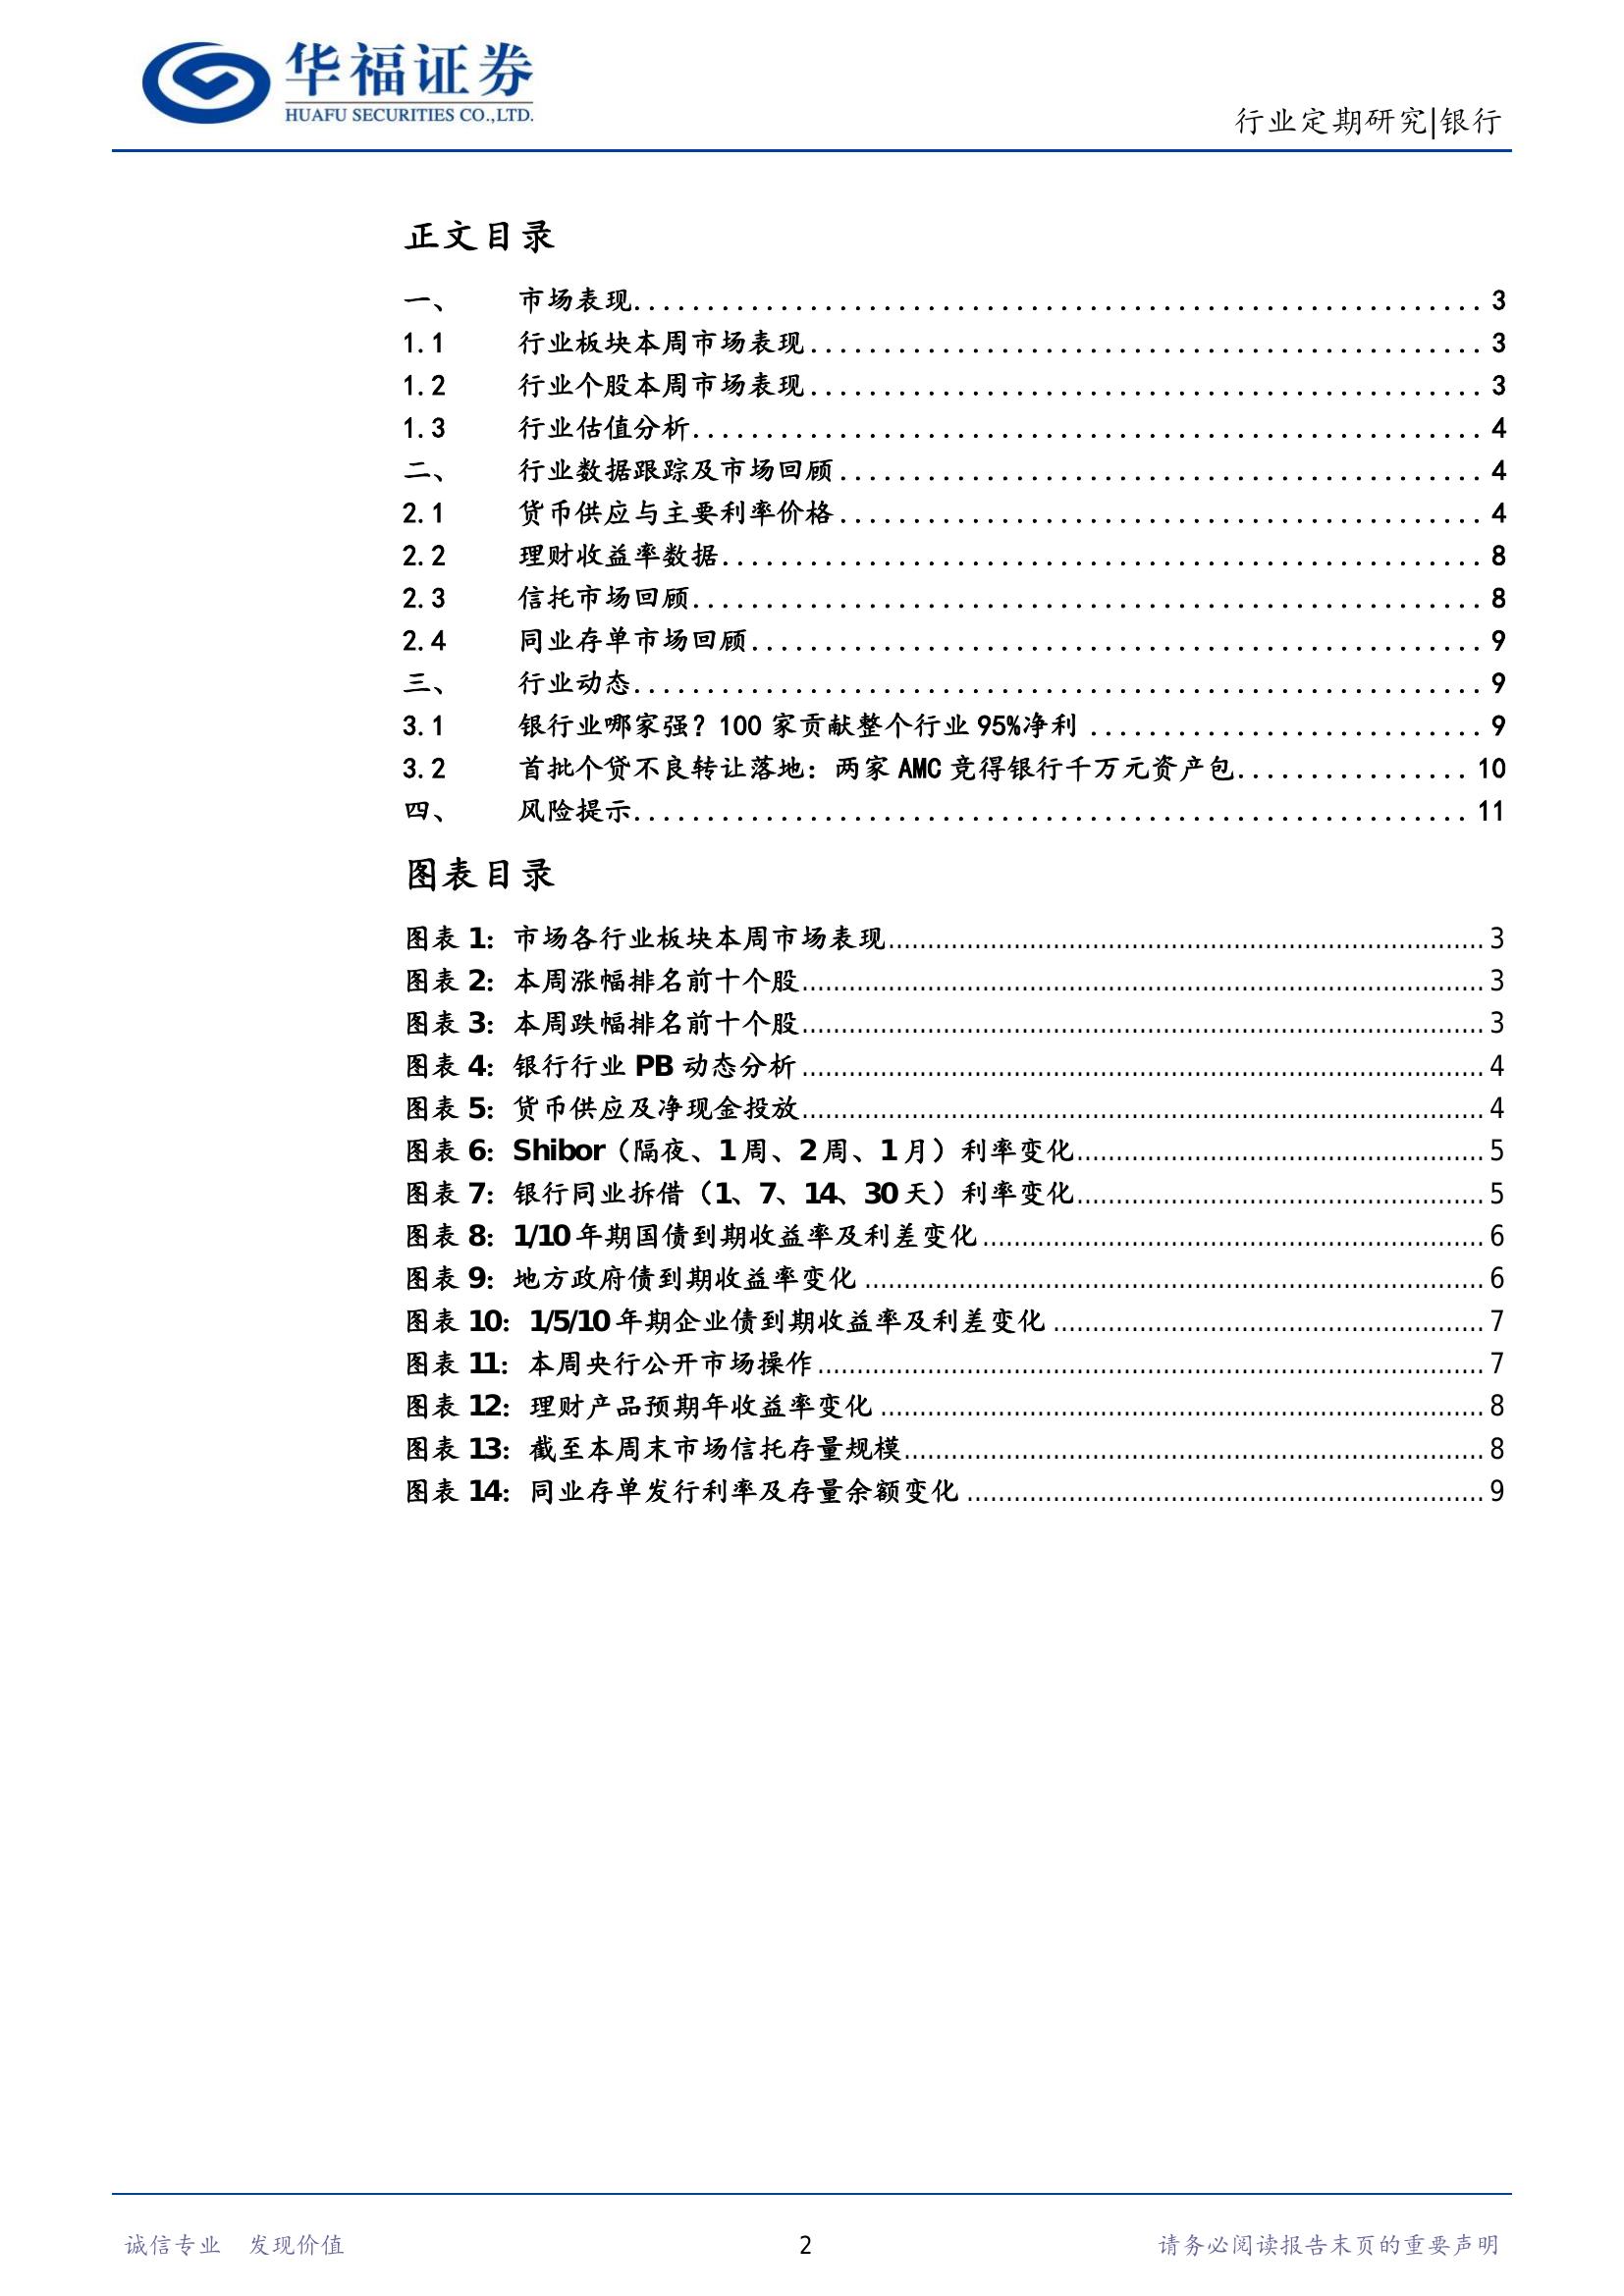 华福证券
HUAFU SECURITIES CO.,LTD.
行业定期研究|银行
正文目录
一、 市场表现 3
1.1 行业板块本周市场表现 3
1.2 行业个股本周市场表现 3
1.3 行业估值分析 4
二、 行业数据跟踪及市场回顾 4
2.1 货币供应与主要利率价格 4
2.2 理财收益率数据 8
2.3 信托市场回顾 8
2.4 同业存单市场回顾 9
三、 行业动态 9
3.1 银行业哪家强？100 家贡献整个行业 95%净利 9
3.2 首批个贷不良转让落地：两家 AMC 竞得银行千万元资产包 10
四、 风险提示 11
图表目录
图表 1：市场各行业板块本周市场表现 3
图表 2：本周涨幅排名前十个股 3
图表 3：本周跌幅排名前十个股 3
图表 4：银行行业 PB 动态分析 4
图表 5：货币供应及净现金投放 4
图表 6：Shibor（隔夜、1 周、2 周、1 月）利率变化 5
图表 7：银行同业拆借（1、7、14、30 天）利率变化 5
图表 8：1/10 年期国债到期收益率及利差变化 6
图表 9：地方政府债到期收益率变化 6
图表 10：1/5/10 年期企业债到期收益率及利差变化 7
图表 11：本周央行公开市场操作 7
图表 12：理财产品预期年收益率变化 8
图表 13：截至本周末市场信托存量规模 8
图表 14：同业存单发行利率及存量余额变化 9
诚信专业 发现价值
2
请务必阅读报告末页的重要声明